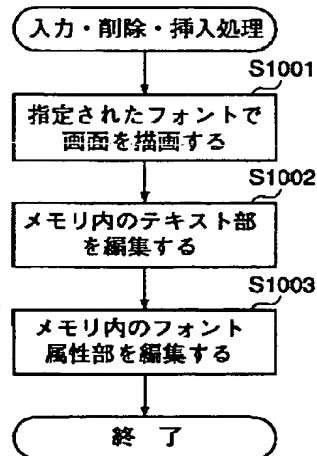 入力・削除・挿入処理
S1001
指定されたフォントで
画面を描画する
S1002
メモリ内のテキスト部
を編集する
S1003
メモリ内のフォント
属性部を編集する
終 了